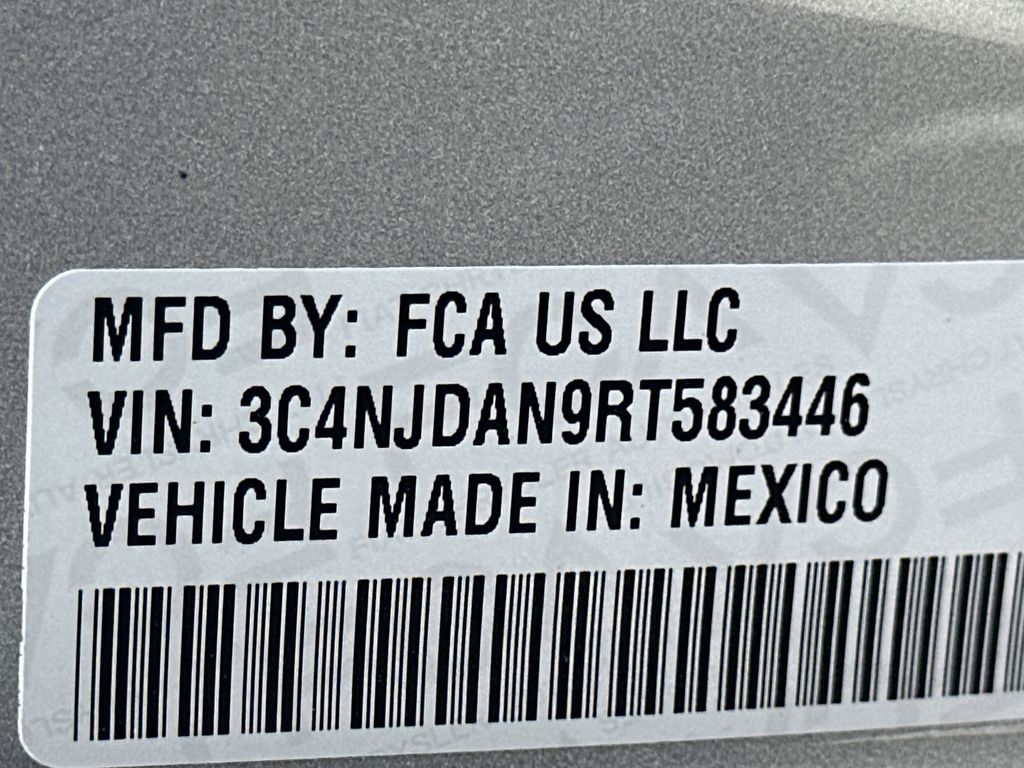 MFD BY: FCA US LLC
VIN: 3C4NJDAN9RT583446
VEHICLE MADE IN: MEXICO